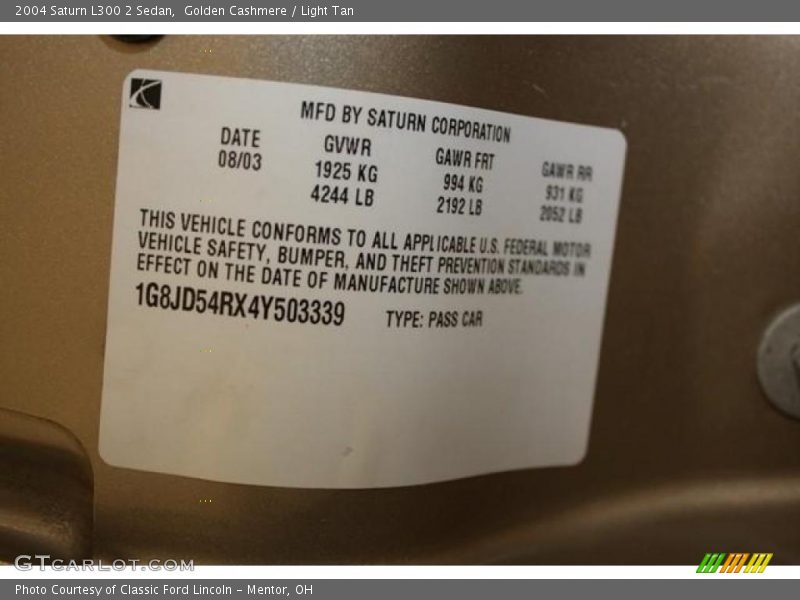 2004 Saturn L300 2 Sedan,  Golden Cashmere / Light Tan
MFD BY SATURN CORPORATION
DATE GVWR GAWR FRT GAWR RR
08/03 1925 KG 994 KG 931 KG
4244 LB 2192 LB 2052 LB
THIS VEHICLE CONFORMS TO ALL APPLICABLE U.S. FEDERAL MOTOR
VEHICLE SAFETY, BUMPER, AND THEFT PREVENTION STANDARDS IN
EFFECT ON THE DATE OF MANUFACTURE SHOWN ABOVE.
1G8JD54RX4Y503339 TYPE: PASS CAR
GTCARLOT.COM
Photo Courtesy of Classic Ford Lincoln - Mentor, OH